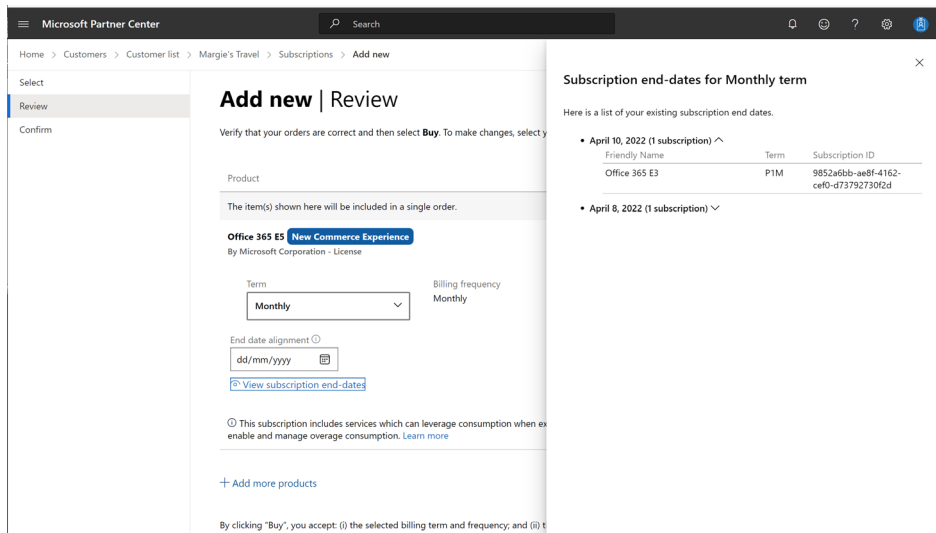 Microsoft Partner Center
Search
Home > Customers > Customer list > Margie's Travel > Subscriptions > Add new
Select
Review
Confirm
Add new | Review
Verify that your orders are correct and then select Buy. To make changes, select y
Product
The item(s) shown here will be included in a single order.
Office 365 E5 New Commerce Experience
By Microsoft Corporation - License
Term
Billing frequency
Monthly
Monthly
End date alignment
dd/mm/yyyy
View subscription end-dates
This subscription includes services which can leverage consumption when ex
enable and manage overage consumption. Learn more
+ Add more products
By clicking "Buy", you accept: (i) the selected billing term and frequency; and (ii) t
Subscription end-dates for Monthly term
Here is a list of your existing subscription end dates.
• April 10, 2022 (1 subscription)
Friendly Name Term Subscription ID
Office 365 E3 P1M 9852a6bb-ae8f-4162-
cef0-d73792730f2d
• April 8, 2022 (1 subscription)